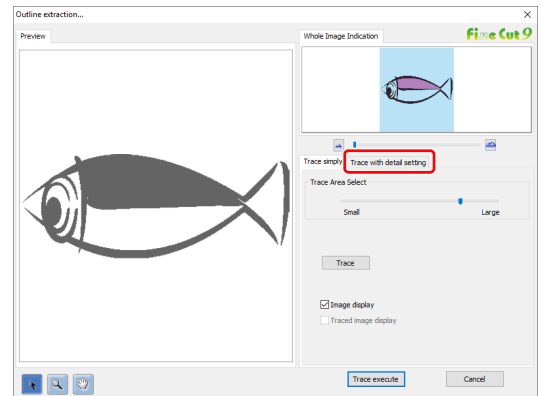 Outline extraction...
Preview
Whole Image Indication
Fine Cut 9
Trace simply
Trace with detail setting
Trace Area Select
Small
Large
Trace
Image display
Traced image display
Trace execute
Cancel